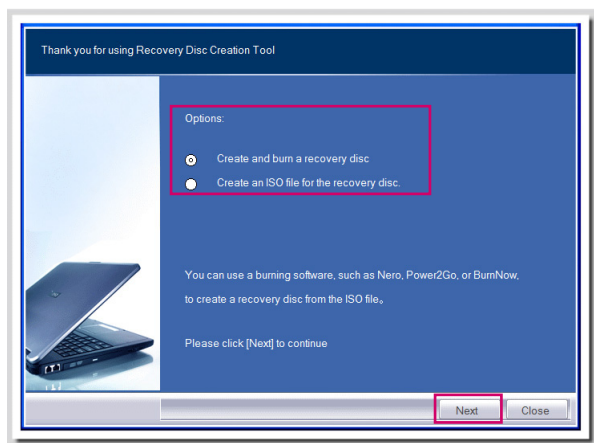 Thank you for using Recovery Disc Creation Tool
Options:
Create and burn a recovery disc
Create an ISO file for the recovery disc.
You can use a burning software, such as Nero, Power2Go, or BurnNow,
to create a recovery disc from the ISO file。
Please click [Next] to continue
Next Close